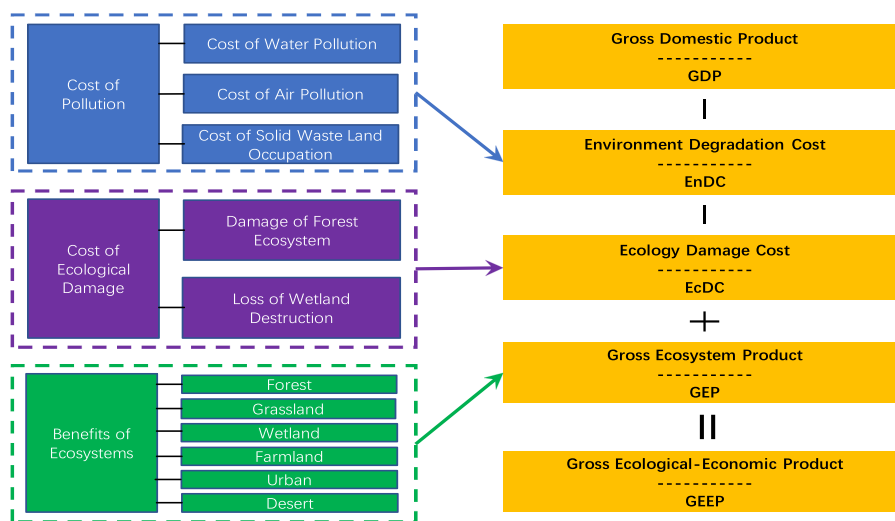 Cost of
Pollution
Cost of Water Pollution
Cost of Air Pollution
Cost of Solid Waste Land
Occupation
Cost of
Ecological
Damage
Damage of Forest
Ecosystem
Loss of Wetland
Destruction
Benefits of
Ecosystems
Forest
Grassland
Wetland
Farmland
Urban
Desert
Gross Domestic Product
-----------
GDP
—
Environment Degradation Cost
-----------
EnDC
—
Ecology Damage Cost
-----------
EcDC
+
Gross Ecosystem Product
-----------
GEP
=
Gross Ecological-Economic Product
-----------
GEEP